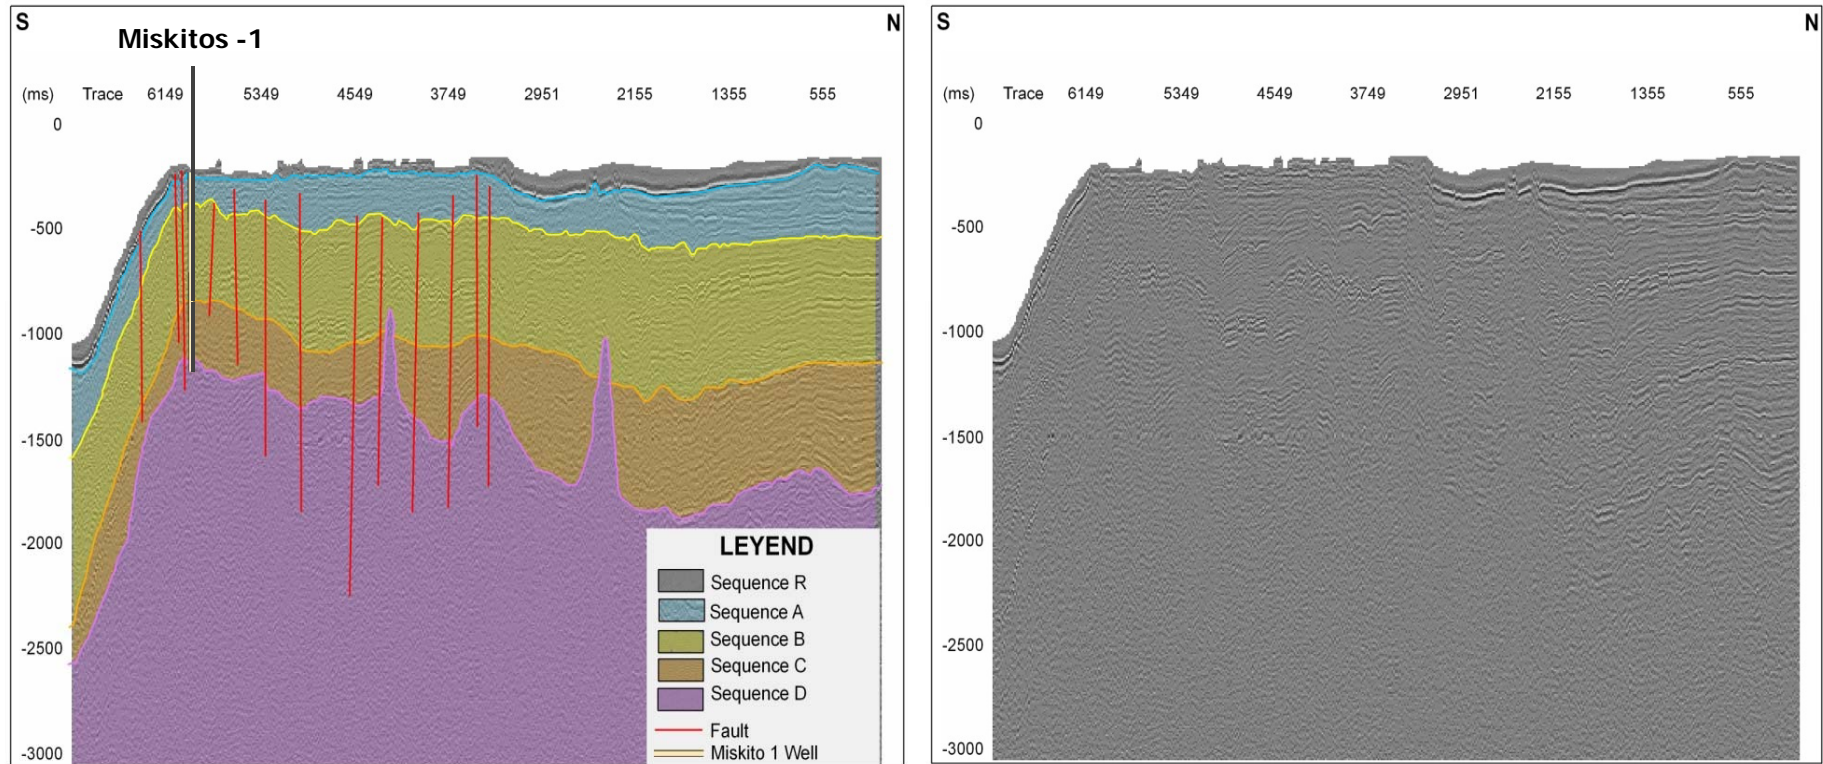 S N
Miskitos -1
(ms) Trace 6149 5349 4549 3749 2951 2155 1355 555
0
-500
-1000
-1500
-2000
-2500
-3000
LEYEND
Sequence R
Sequence A
Sequence B
Sequence C
Sequence D
Fault
Miskito 1 Well
S N
(ms) Trace 6149 5349 4549 3749 2951 2155 1355 555
0
-500
-1000
-1500
-2000
-2500
-3000